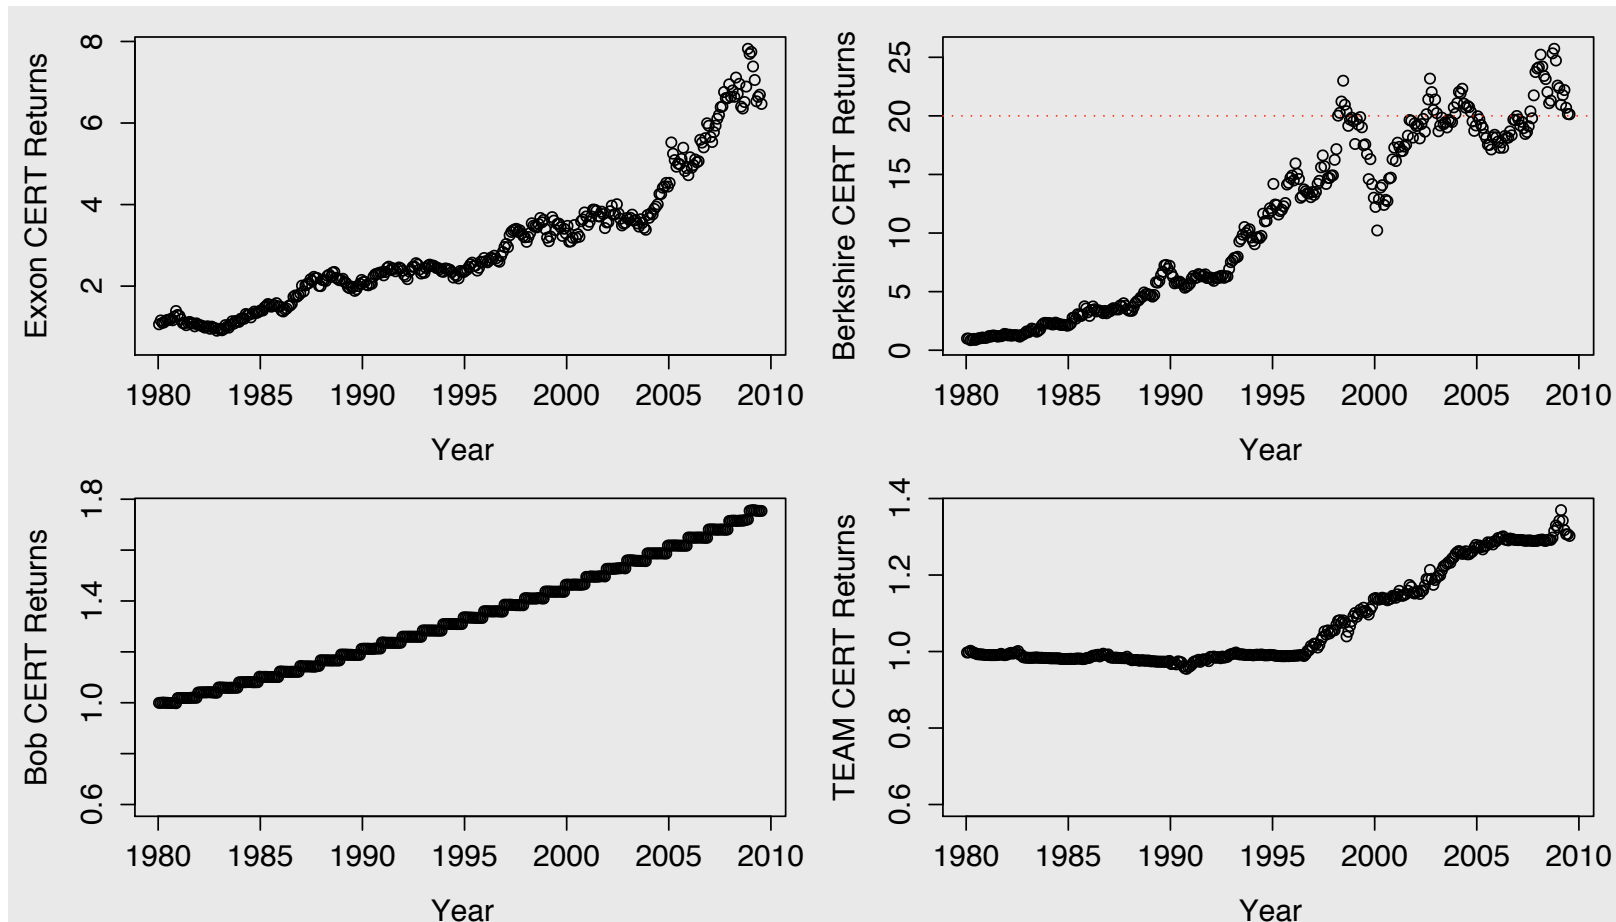 Exxon CERT Returns
8
6
4
2
1980 1985 1990 1995 2000 2005 2010
Year
Berkshire CERT Returns
25
20
15
10
5
0
1980 1985 1990 1995 2000 2005 2010
Year
Bob CERT Returns
1.8
1.4
1.0
0.6
1980 1985 1990 1995 2000 2005 2010
Year
TEAM CERT Returns
1.4
1.2
1.0
0.8
0.6
1980 1985 1990 1995 2000 2005 2010
Year